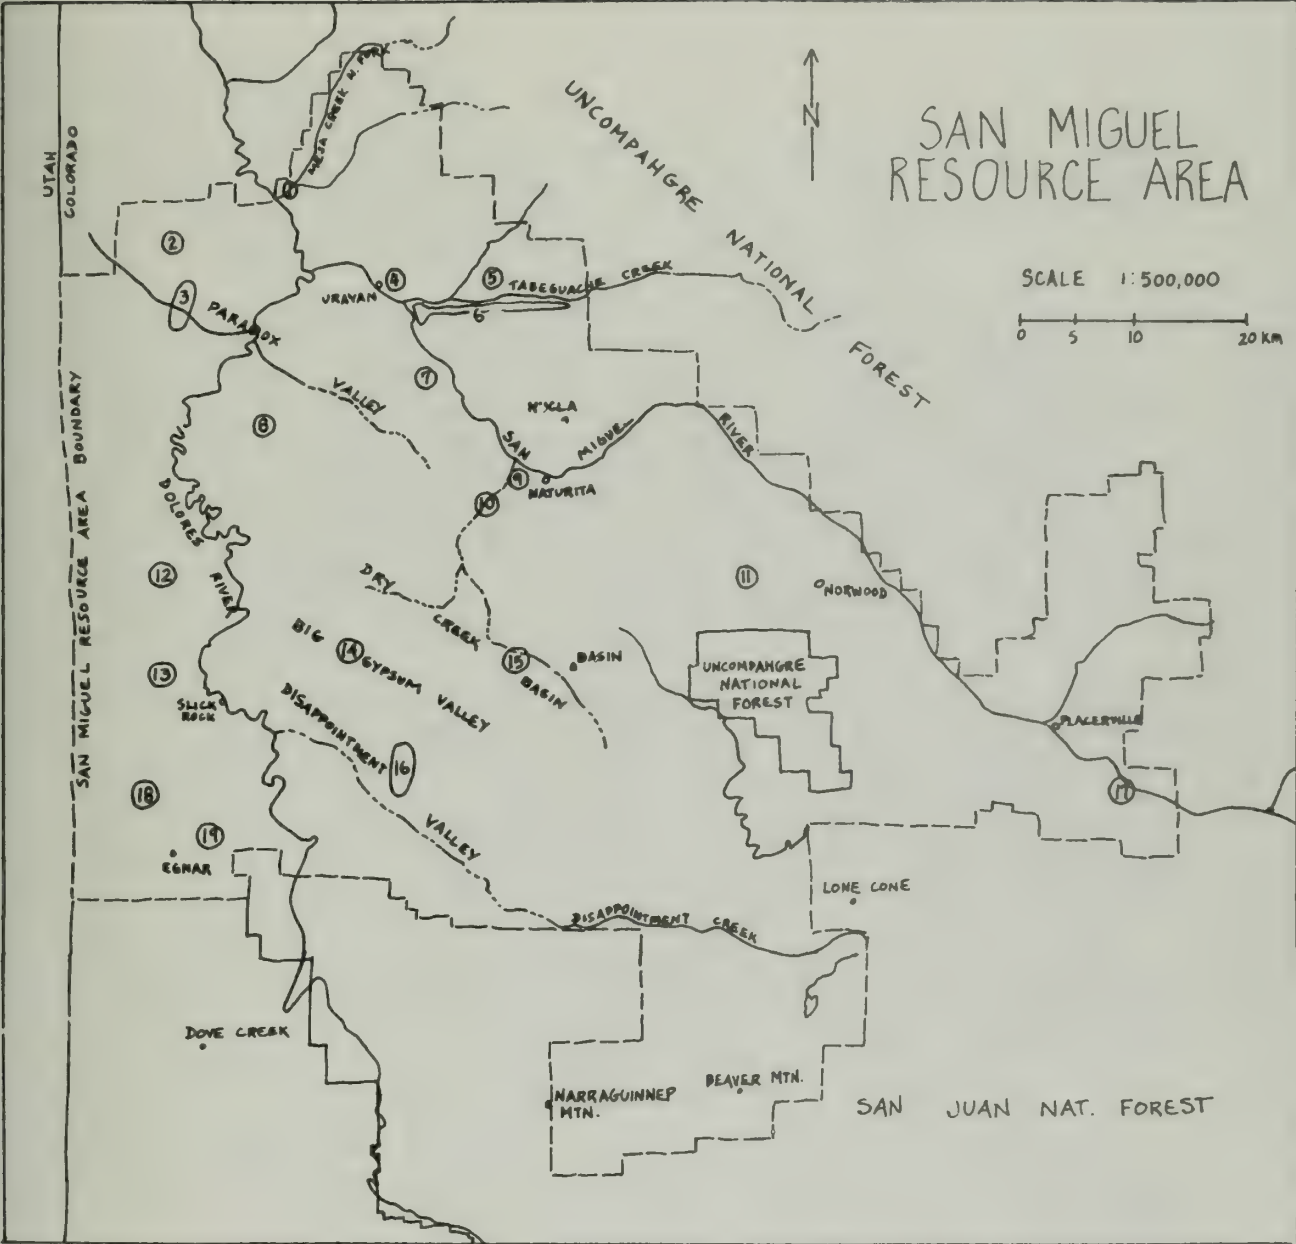 SAN MIGUEL
RESOURCE AREA
N
SCALE 1:500,000
0 5 10 20 KM
UTAH
COLORADO
SAN MIGUEL RESOURCE AREA BOUNDARY
MESA CREEK N. FORK
UNCOMPAHGRE NATIONAL FOREST
2
3
PARADOX
VALLEY
4
URAVAN
5
TABEGUACHE CREEK
6
7
8
SAN MIGUEL RIVER
9
NATURITA
10
DOLORES
RIVER
11
NORWOOD
12
DRY
CREEK
BASIN
13
BIG
14
GYPSUM VALLEY
15
BASIN
UNCOMPAHGRE
NATIONAL
FOREST
SLICK
ROCK
DISAPPOINTMENT
16
VALLEY
PLACERVILLE
17
18
19
EGNAR
LONE CONE
DISAPPOINTMENT CREEK
DOVE CREEK
NARRAGUINNEP
MTN.
BEAVER MTN.
SAN JUAN NAT. FOREST